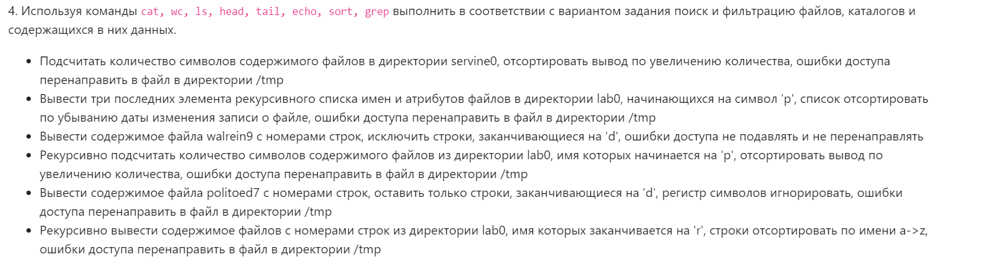 4. Используя команды cat, wc, ls, head, tail, echo, sort, grep выполнить в соответствии с вариантом задания поиск и фильтрацию файлов, каталогов и
содержащихся в них данных.
• Подсчитать количество символов содержимого файлов в директории servine0, отсортировать вывод по увеличению количества, ошибки доступа
перенаправить в файл в директории /tmp
• Вывести три последних элемента рекурсивного списка имен и атрибутов файлов в директории lab0, начинающихся на символ 'p', список отсортировать
по убыванию даты изменения записи о файле, ошибки доступа перенаправить в файл в директории /tmp
• Вывести содержимое файла walrein9 с номерами строк, исключить строки, заканчивающиеся на 'd', ошибки доступа не подавлять и не перенаправлять
• Рекурсивно подсчитать количество символов содержимого файлов из директории lab0, имя которых начинается на 'p', отсортировать вывод по
увеличению количества, ошибки доступа перенаправить в файл в директории /tmp
• Вывести содержимое файла politoed7 с номерами строк, оставить только строки, заканчивающиеся на 'd', регистр символов игнорировать, ошибки
доступа перенаправить в файл в директории /tmp
• Рекурсивно вывести содержимое файлов с номерами строк из директории lab0, имя которых заканчивается на 'r', строки отсортировать по имени a->z,
ошибки доступа перенаправить в файл в директории /tmp